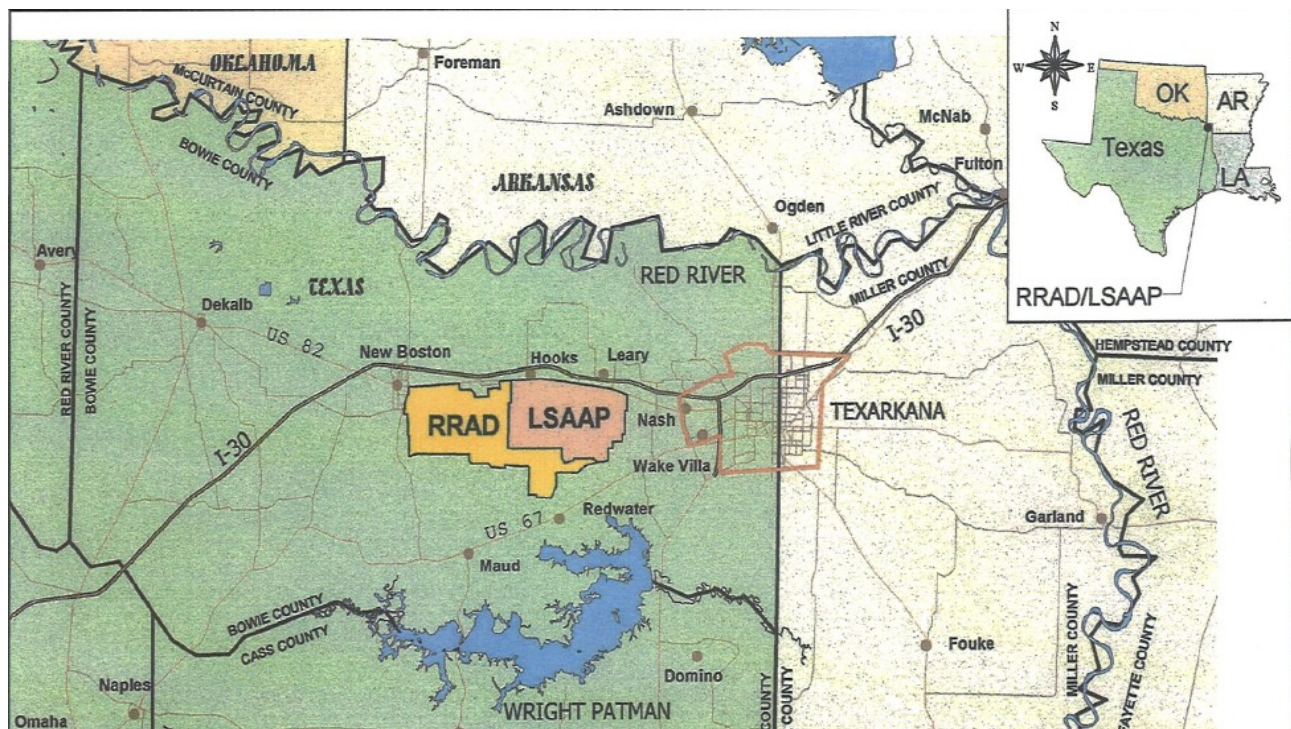 OKLAHOMA
McCURTAIN COUNTY
BOWIE COUNTY
Foreman
Ashdown
McNab
Fulton
ARKANSAS
Ogden
LITTLE RIVER COUNTY
MILLER COUNTY
N
W
E
S
OK
AR
Texas
LA
RRAD/LSAAP
Avery
TEXAS
RED RIVER
Dekalb
US 82
RED RIVER COUNTY
BOWIE COUNTY
New Boston
Hooks
Leary
I-30
HEMPSTEAD COUNTY
MILLER COUNTY
RRAD
LSAAP
Nash
TEXARKANA
Wake Villa
I-30
RED RIVER
Redwater
US 67
Garland
Maud
BOWIE COUNTY
CASS COUNTY
Fouke
MILLER COUNTY
FAYETTE COUNTY
Domino
Naples
Omaha
WRIGHT PATMAN
COUNTY
COUNTY